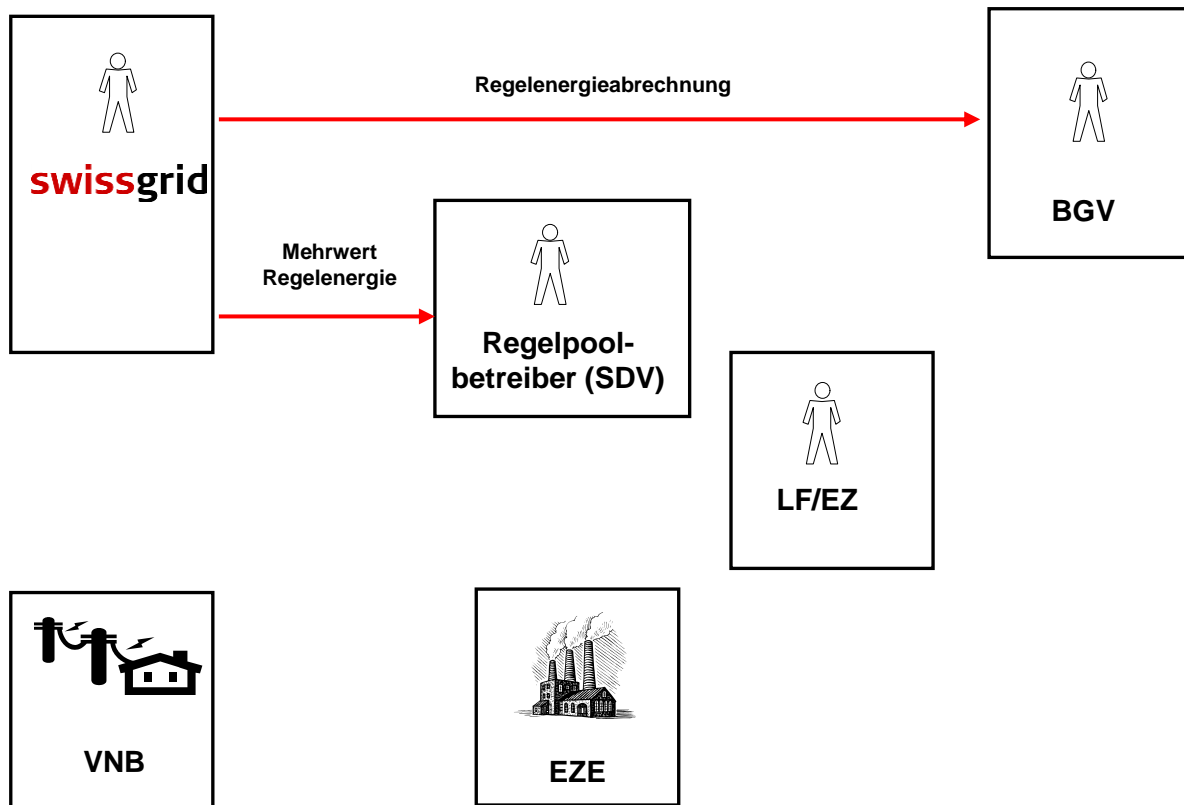 Regelenergieabrechnung
swissgrid
BGV
Mehrwert
Regelenergie
Regelpool-
betreiber (SDV)
LF/EZ
VNB
EZE